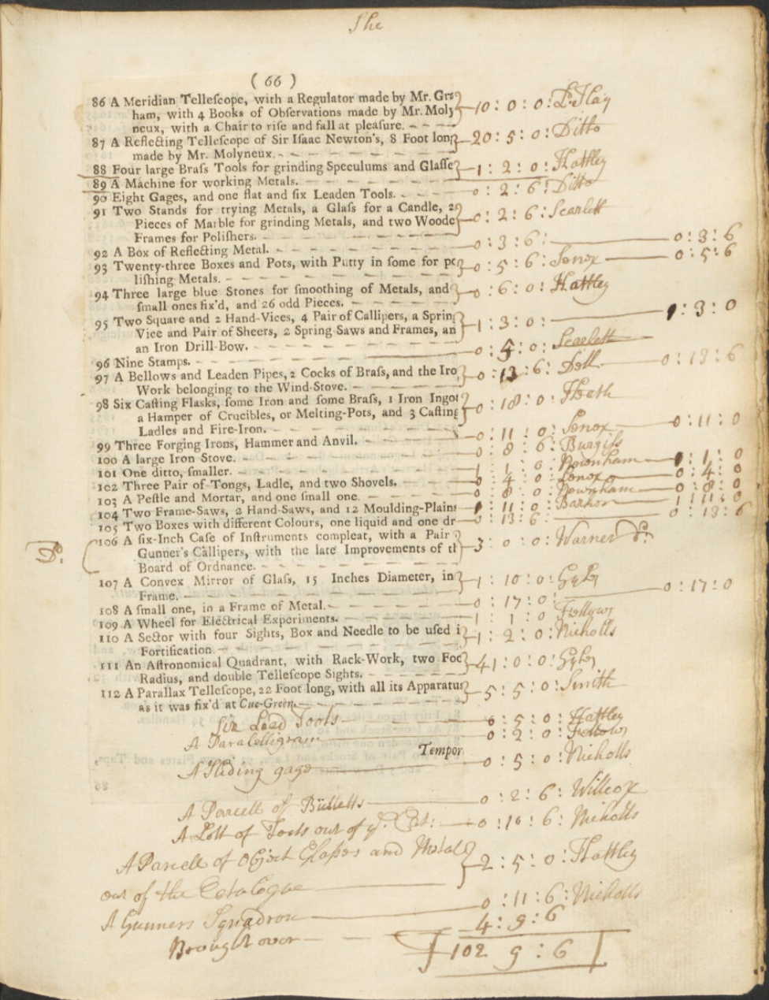 The
( 66 )
86 A Meridian Tellescope, with a Regulator made by Mr. Gra
ham, with 4 Books of Observations made by Mr. Moly 10 : 0 : 0 :
neux, with a Chair to rise and fall at pleasure.
87 A Reflecting Tellescope of Sir Isaac Newton's, 8 Foot long 20 : 5 : 0 : Ditto
made by Mr. Molyneux.
88 Four large Brass Tools for grinding Speculums and Glasse 1 : 2 : 0 : Hattley
89 A Machine for working Metals. 0 : 2 : 6 : Ditto
90 Eight Gages, and one flat and six Leaden Tools.
91 Two Stands for trying Metals, a Glass for a Candle, 2 0 : 2 : 6 : Scarlett
Pieces of Marble for grinding Metals, and two Woode
Frames for Polishers.
92 A Box of Reflecting Metal. 0 : 3 : 6 : 0 : 3 : 6
93 Twenty-three Boxes and Pots, with Putty in some for po 0 : 5 : 6 : Senex 0 : 5 : 6
lishing Metals.
94 Three large blue Stones for smoothing of Metals, and 0 : 6 : 0 : Hattley
small ones fix'd, and 26 odd Pieces.
95 Two Square and 2 Hand-Vices, 4 Pair of Callipers, a Spring 1 : 3 : 0 : 1 : 3 : 0
Vice and Pair of Sheers, 2 Spring-Saws and Frames, an
an Iron Drill-Bow.
96 Nine Stamps. 0 : 5 : 0 : Scarlett
97 A Bellows and Leaden Pipes, 2 Cocks of Brass, and the Iro 0 : 13 : 6 : 0 : 13 : 6
Work belonging to the Wind-Stove.
98 Six Casting Flasks, some Iron and some Brass, 1 Iron Ingot 0 : 18 : 0 : Heath
a Hamper of Crucibles, or Melting-Pots, and 3 Casting
Ladles and Fire-Iron.
99 Three Forging Irons, Hammer and Anvil. 0 : 11 : 0 : Senex 0 : 11 : 0
100 A large Iron Stove. 0 : 8 : 6 : Burgiss
101 One ditto, smaller. 1 : 1 : 0 Newnham 1 : 1 : 0
102 Three Pair of Tongs, Ladle, and two Shovels. 0 : 4 : 0 : Senex 0 : 4 : 0
103 A Pestle and Mortar, and one small one. 0 : 8 : 0 : Newnham 0 : 8 : 0
104 Two Frame-Saws, 2 Hand-Saws, and 12 Moulding-Plains 1 : 11 : 0 : Barker 1 : 11 : 0
105 Two Boxes with different Colours, one liquid and one dr 0 : 13 : 6 : 0 : 13 : 6
106 A six-Inch Case of Instruments compleat, with a Pair 3 : 0 : 0 : Warner
Gunner's Callipers, with the late Improvements of th
Board of Ordnance.
107 A Convex Mirror of Glass, 15 Inches Diameter, in 1 : 10 : 0 :
Frame.
108 A small one, in a Frame of Metal. 0 : 17 : 0 : 0 : 17 : 0
109 A Wheel for Electrical Experiments. 1 : 1 : 0
110 A Sector with four Sights, Box and Needle to be used i 1 : 2 : 0 : Nicholls
Fortification
111 An Astronomical Quadrant, with Rack-Work, two Foo 41 : 0 : 0 :
Radius, and double Tellescope Sights.
112 A Parallax Tellescope, 22 Foot long, with all its Apparatus 5 : 5 : 0 : Smith
as it was fix'd at Cue-Green.
Six Lead Tools 0 : 5 : 0 : Hattley
A Paralelligram 0 : 2 : 0 : Fellows
Tempor
A Sliding gage 0 : 5 : 0 : Nicholls
A Parcell of Bulletts 0 : 2 : 6 : Willcox
A Lott of Tools out of ye. Cat: 0 : 10 : 6 : Nicholls
A Parcell of Object Glasses and Metals 2 : 5 : 0 : Hattley
out of the Catalogue
A Gunners Squadron 0 : 11 : 6 : Nicholls
Brought over 4 : 9 : 6
102 9 : 6